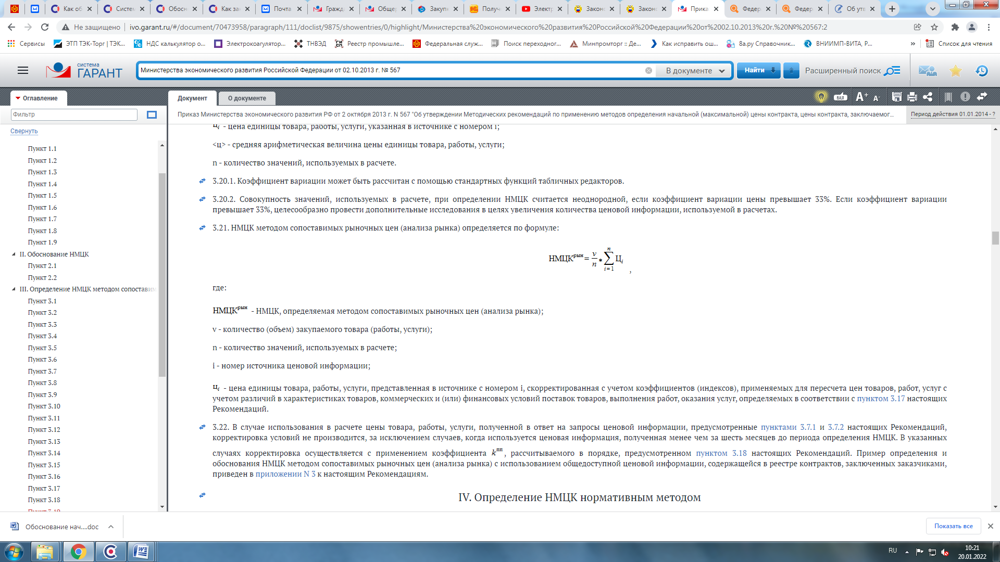 Как об
Систем
Обосн
Как за
Почта
Гражд
Общер
Закуп
Получ
Электр
Закон
Закон
Прика
Федер
Федер
Об утв
Не защищено | ivo.garant.ru/#/document/70473958/paragraph/111/doclist/9875/showentries/0/highlight/Министерства%20экономического%20развития%20Российской%20Федерации%20от%2002.10.2013%20г.%20№%20567:2
Сервисы
ЭТП ТЭК-Торг | ТЭК...
НДС калькулятор о...
Электрокоагулятор...
ТНВЭД
Реестр промышле...
Федеральная служ...
Поиск переходног...
Минпромторг :: Де...
Как исправить ош...
8a.ру Справочник...
ВНИИМП-ВИТА, Р...
»
Список для чтения
система
ГАРАНТ
Министерства экономического развития Российской Федерации от 02.10.2013 г. № 567
В документе
Найти
Расширенный поиск
Оглавление
Документ
О документе
вкл
A+ A-
Фильтр
Приказ Министерства экономического развития РФ от 2 октября 2013 г. N 567 "Об утверждении Методических рекомендаций по применению методов определения начальной (максимальной) цены контракта, цены контракта, заключаемог...
Период действия 01.01.2014 - ?
Свернуть
Пункт 1.1
Пункт 1.2
Пункт 1.3
Пункт 1.4
Пункт 1.5
Пункт 1.6
Пункт 1.7
Пункт 1.8
Пункт 1.9
II. Обоснование НМЦК
Пункт 2.1
Пункт 2.2
III. Определение НМЦК методом сопостави
Пункт 3.1
Пункт 3.2
Пункт 3.3
Пункт 3.4
Пункт 3.5
Пункт 3.6
Пункт 3.7
Пункт 3.8
Пункт 3.9
Пункт 3.10
Пункт 3.11
Пункт 3.12
Пункт 3.13
Пункт 3.14
Пункт 3.15
Пункт 3.16
Пункт 3.17
Пункт 3.18
Пункт 3.19
цi - цена единицы товара, работы, услуги, указанная в источнике с номером i;
<ц> - средняя арифметическая величина цены единицы товара, работы, услуги;
n - количество значений, используемых в расчете.
3.20.1. Коэффициент вариации может быть рассчитан с помощью стандартных функций табличных редакторов.
3.20.2. Совокупность значений, используемых в расчете, при определении НМЦК считается неоднородной, если коэффициент вариации цены превышает 33%. Если коэффициент вариации
превышает 33%, целесообразно провести дополнительные исследования в целях увеличения количества ценовой информации, используемой в расчетах.
3.21. НМЦК методом сопоставимых рыночных цен (анализа рынка) определяется по формуле:
НМЦКрын = v/n * ∑ n i=1 Цi ,
где:
НМЦКрын - НМЦК, определяемая методом сопоставимых рыночных цен (анализа рынка);
v - количество (объем) закупаемого товара (работы, услуги);
n - количество значений, используемых в расчете;
i - номер источника ценовой информации;
цi - цена единицы товара, работы, услуги, представленная в источнике с номером i, скорректированная с учетом коэффициентов (индексов), применяемых для пересчета цен товаров, работ, услуг с
учетом различий в характеристиках товаров, коммерческих и (или) финансовых условий поставок товаров, выполнения работ, оказания услуг, определяемых в соответствии с пунктом 3.17 настоящих
Рекомендаций.
3.22. В случае использования в расчете цены товара, работы, услуги, полученной в ответ на запросы ценовой информации, предусмотренные пунктами 3.7.1 и 3.7.2 настоящих Рекомендаций,
корректировка условий не производится, за исключением случаев, когда используется ценовая информация, полученная менее чем за шесть месяцев до периода определения НМЦК. В указанных
случаях корректировка осуществляется с применением коэффициента kпп, рассчитываемого в порядке, предусмотренном пунктом 3.18 настоящих Рекомендаций. Пример определения и
обоснования НМЦК методом сопоставимых рыночных цен (анализа рынка) с использованием общедоступной ценовой информации, содержащейся в реестре контрактов, заключенных заказчиками,
приведен в приложении N 3 к настоящим Рекомендациям.
IV. Определение НМЦК нормативным методом
Обоснование нач....doc
Показать все
RU
10:21
20.01.2022